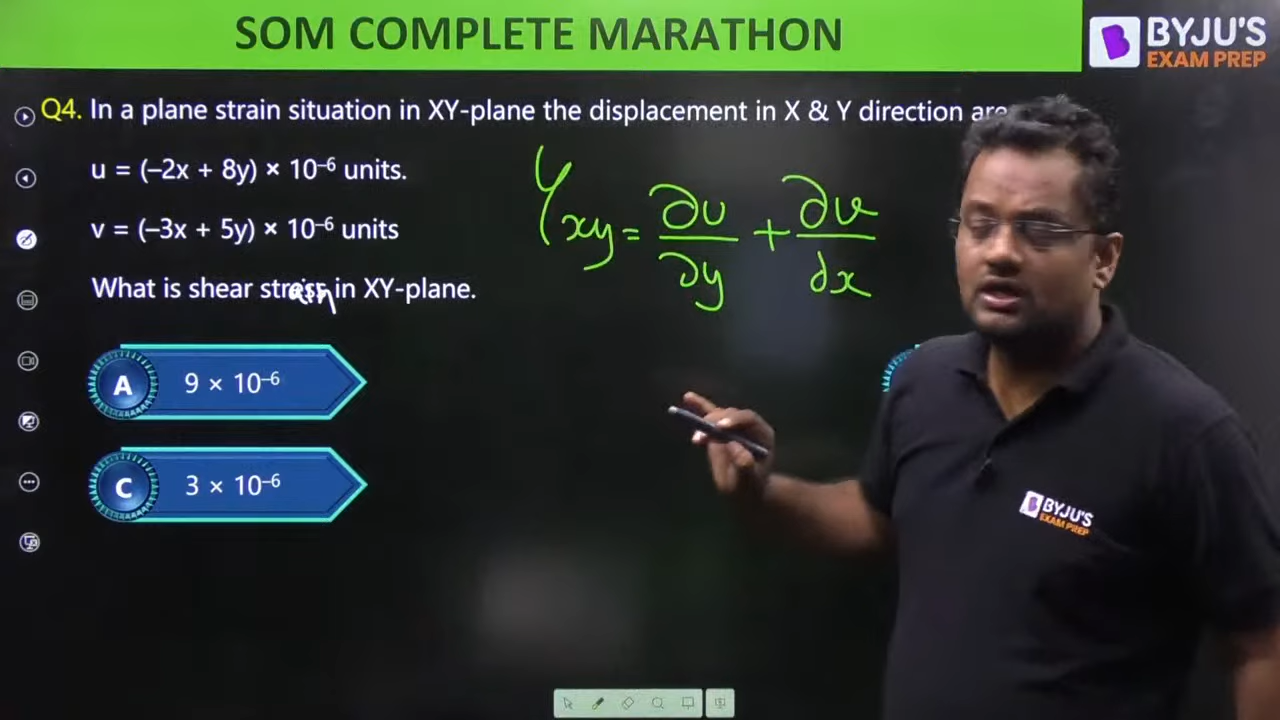 SOM COMPLETE MARATHON
BYJU'S
EXAM PREP
Q4. In a plane strain situation in XY-plane the displacement in X & Y direction are
u = (–2x + 8y) × 10⁻⁶ units.
γxy = ∂u/∂y + ∂v/∂x
v = (–3x + 5y) × 10⁻⁶ units
What is shear strain in XY-plane.
A 9 × 10⁻⁶
C 3 × 10⁻⁶
BYJU'S
EXAM PREP